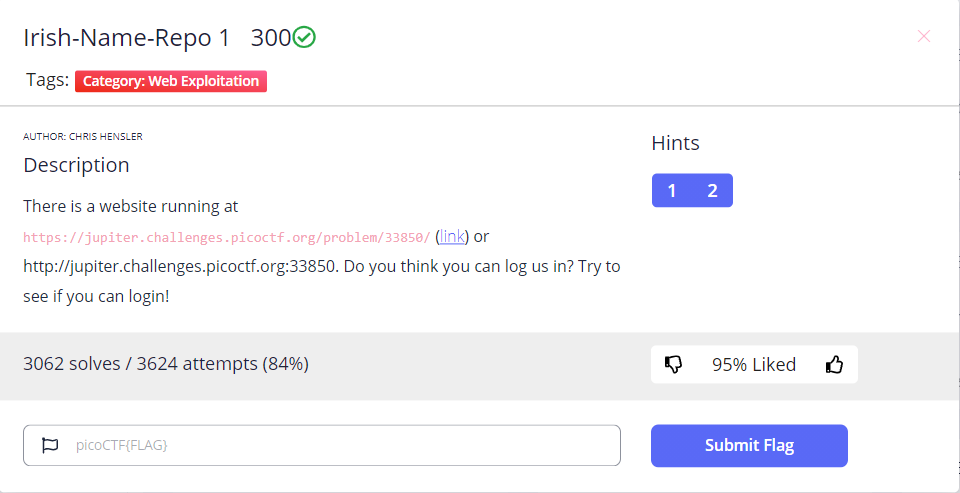 Irish-Name-Repo 1 300
Tags: Category: Web Exploitation
AUTHOR: CHRIS HENSLER
Description
There is a website running at
https://jupiter.challenges.picoctf.org/problem/33850/ (link) or
http://jupiter.challenges.picoctf.org:33850. Do you think you can log us in? Try to
see if you can login!
Hints
1 2
3062 solves / 3624 attempts (84%)
95% Liked
picoCTF{FLAG}
Submit Flag